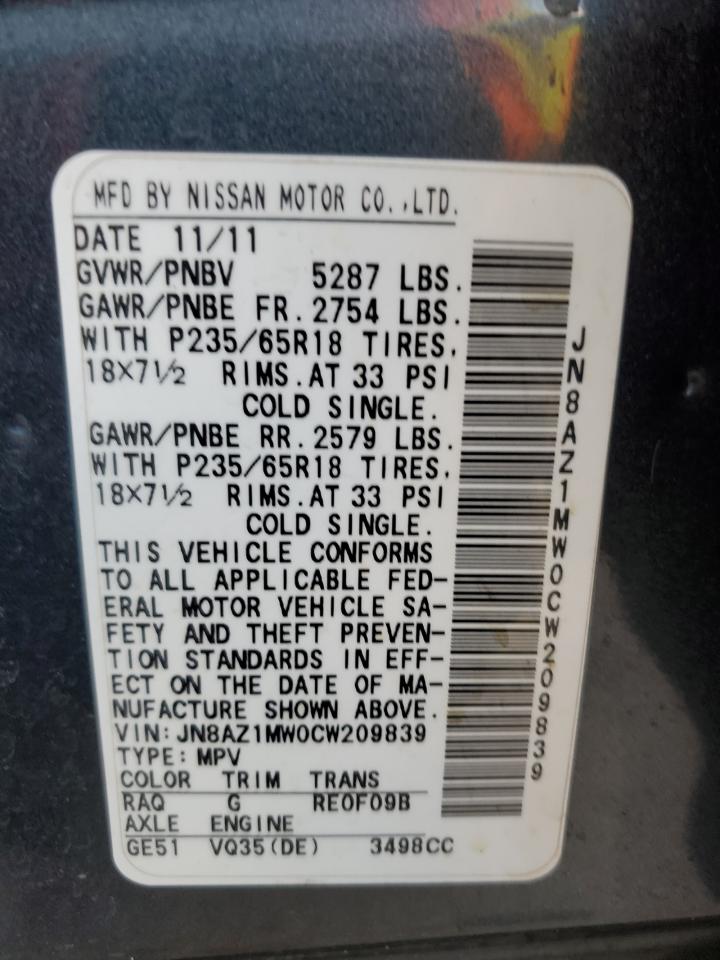 MFD BY NISSAN MOTOR CO.,LTD.
DATE 11/11
GVWR/PNBV 5287 LBS.
GAWR/PNBE FR.2754 LBS.
WITH P235/65R18 TIRES,
18×7½ RIMS.AT 33 PSI
COLD SINGLE.
GAWR/PNBE RR.2579 LBS.
WITH P235/65R18 TIRES,
18×7½ RIMS.AT 33 PSI
COLD SINGLE.
THIS VEHICLE CONFORMS
TO ALL APPLICABLE FED-
ERAL MOTOR VEHICLE SA-
FETY AND THEFT PREVEN-
TION STANDARDS IN EFF-
ECT ON THE DATE OF MA-
NUFACTURE SHOWN ABOVE.
VIN:JN8AZ1MW0CW209839
TYPE:MPV
COLOR TRIM TRANS
RAQ G RE0F09B
AXLE ENGINE
GE51 VQ35(DE) 3498CC
JN8AZ1MW0CW209839